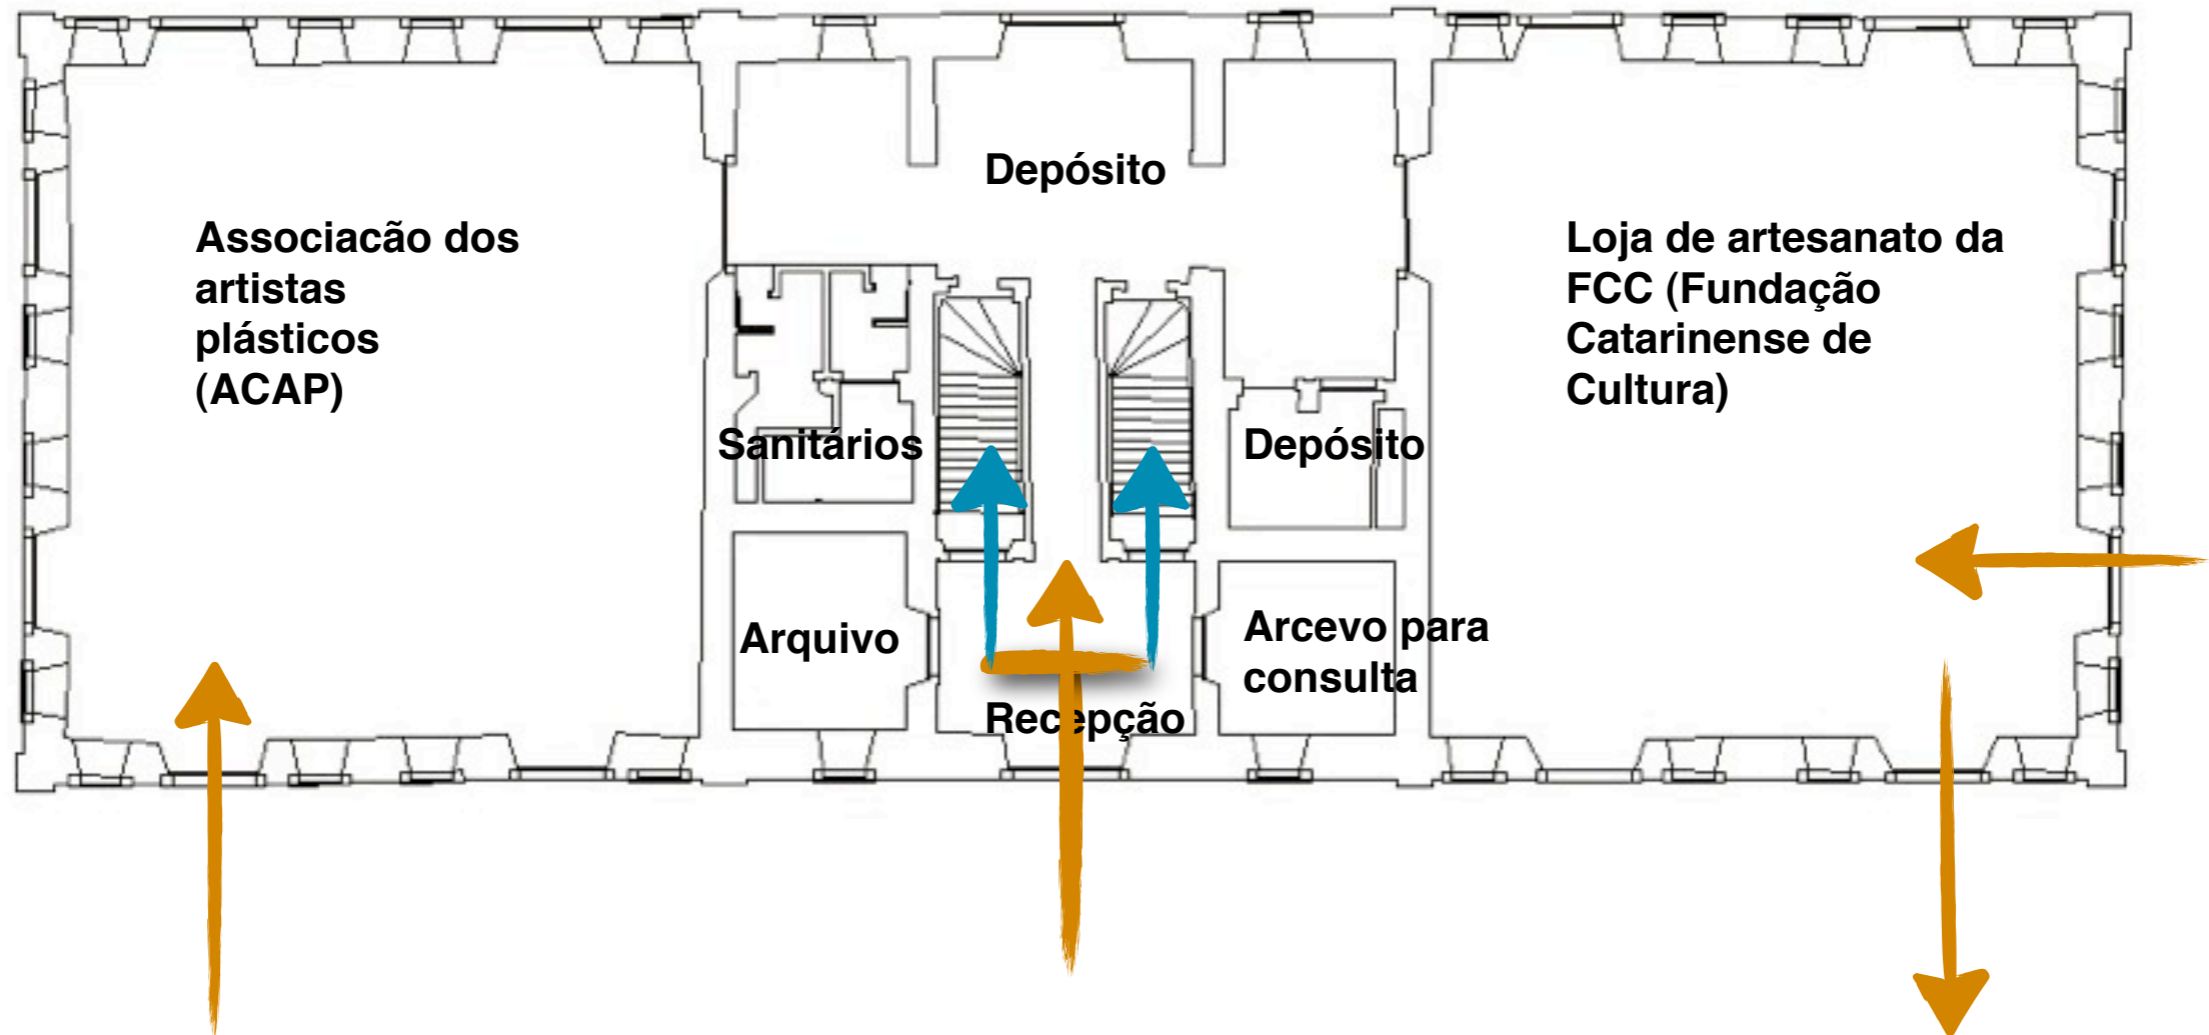 Depósito
Associacão dos
artistas
plásticos
(ACAP)
Loja de artesanato da
FCC (Fundação
Catarinense de
Cultura)
Sanitários
Depósito
Arquivo
Arcevo para
consulta
Recepção